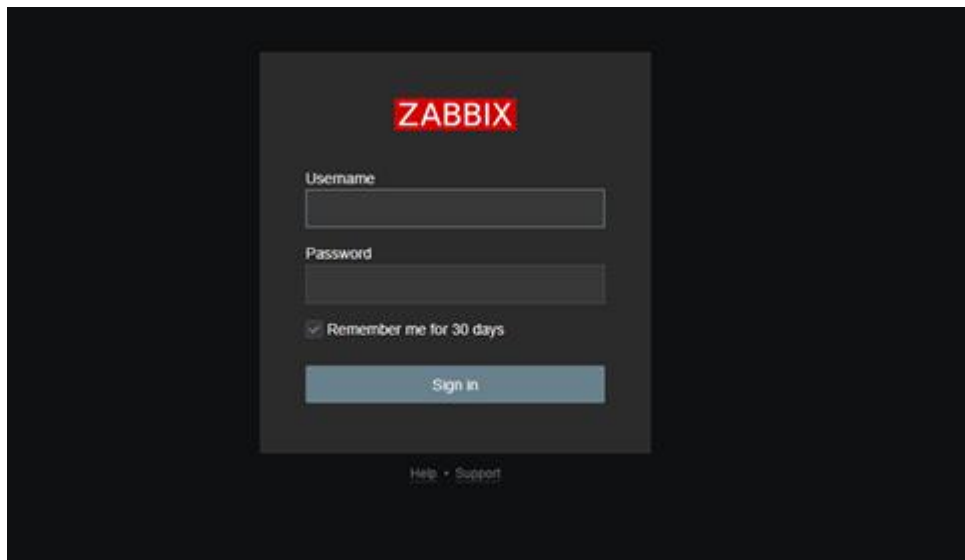 ZABBIX
Username
Password
Remember me for 30 days
Sign in
Help • Support